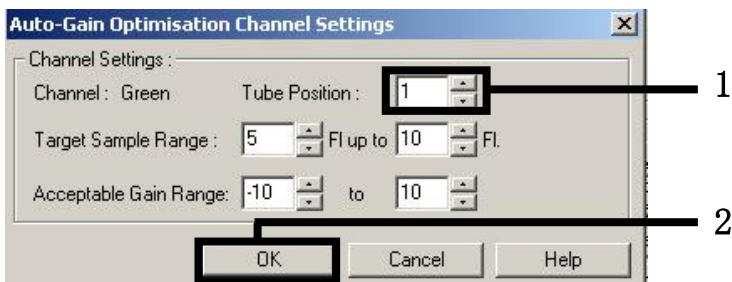 Auto-Gain Optimisation Channel Settings
Channel Settings :
Channel : Green Tube Position : 1 1
Target Sample Range : 5 Fl up to 10 Fl.
Acceptable Gain Range: -10 to 10
2
OK Cancel Help